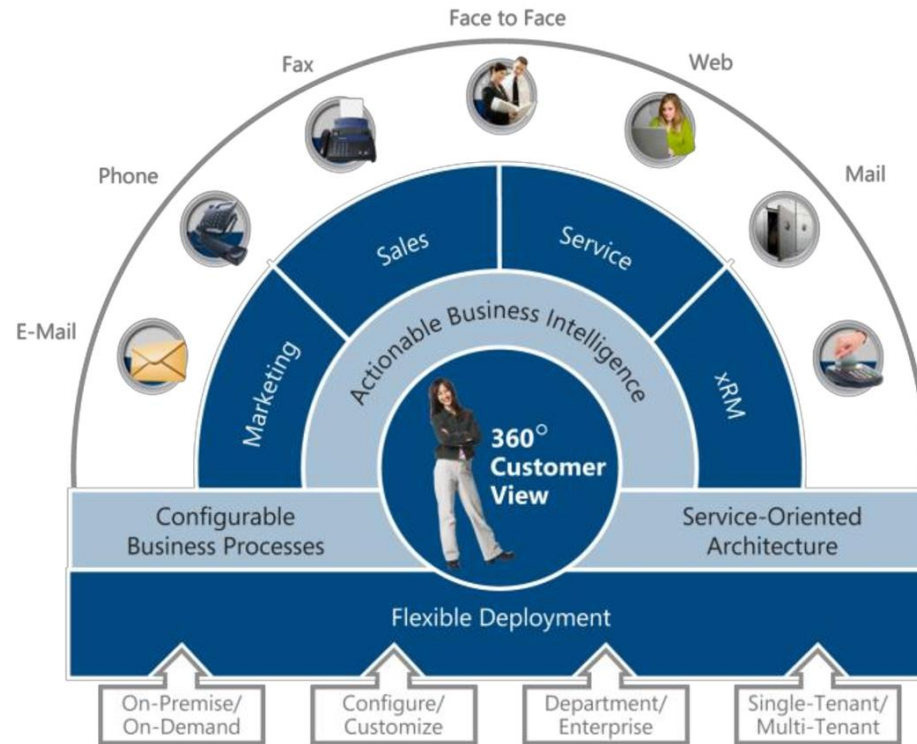 Face to Face
Fax
Web
Phone
Mail
E-Mail
Sales
Service
Marketing
xRM
Actionable Business Intelligence
360°
Customer
View
Configurable
Business Processes
Service-Oriented
Architecture
Flexible Deployment
On-Premise/
On-Demand
Configure/
Customize
Department/
Enterprise
Single-Tenant/
Multi-Tenant